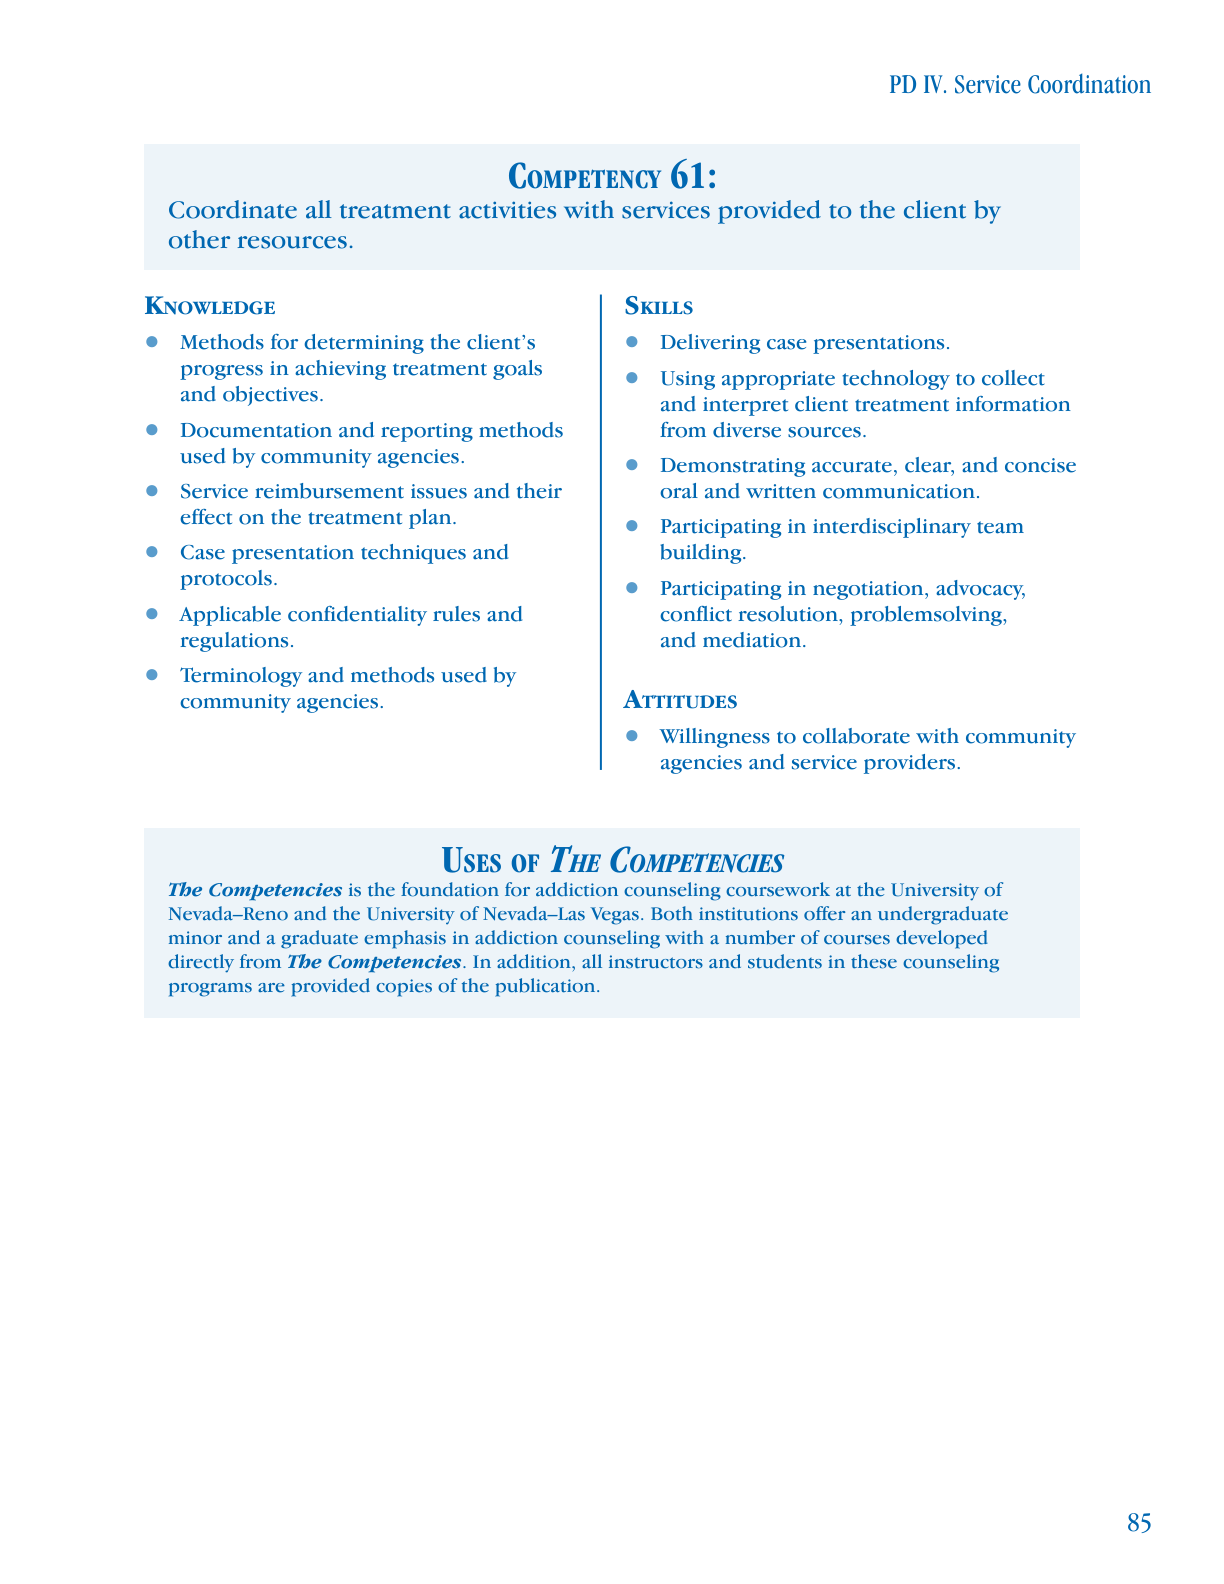 PD IV. Service Coordination
COMPETENCY 61:
Coordinate all treatment activities with services provided to the client by
other resources.
KNOWLEDGE
● Methods for determining the client's
progress in achieving treatment goals
and objectives.
● Documentation and reporting methods
used by community agencies.
● Service reimbursement issues and their
effect on the treatment plan.
● Case presentation techniques and
protocols.
● Applicable confidentiality rules and
regulations.
● Terminology and methods used by
community agencies.
SKILLS
● Delivering case presentations.
● Using appropriate technology to collect
and interpret client treatment information
from diverse sources.
● Demonstrating accurate, clear, and concise
oral and written communication.
● Participating in interdisciplinary team
building.
● Participating in negotiation, advocacy,
conflict resolution, problemsolving,
and mediation.
ATTITUDES
● Willingness to collaborate with community
agencies and service providers.
USES OF THE COMPETENCIES
The Competencies is the foundation for addiction counseling coursework at the University of
Nevada–Reno and the University of Nevada–Las Vegas. Both institutions offer an undergraduate
minor and a graduate emphasis in addiction counseling with a number of courses developed
directly from The Competencies. In addition, all instructors and students in these counseling
programs are provided copies of the publication.
85